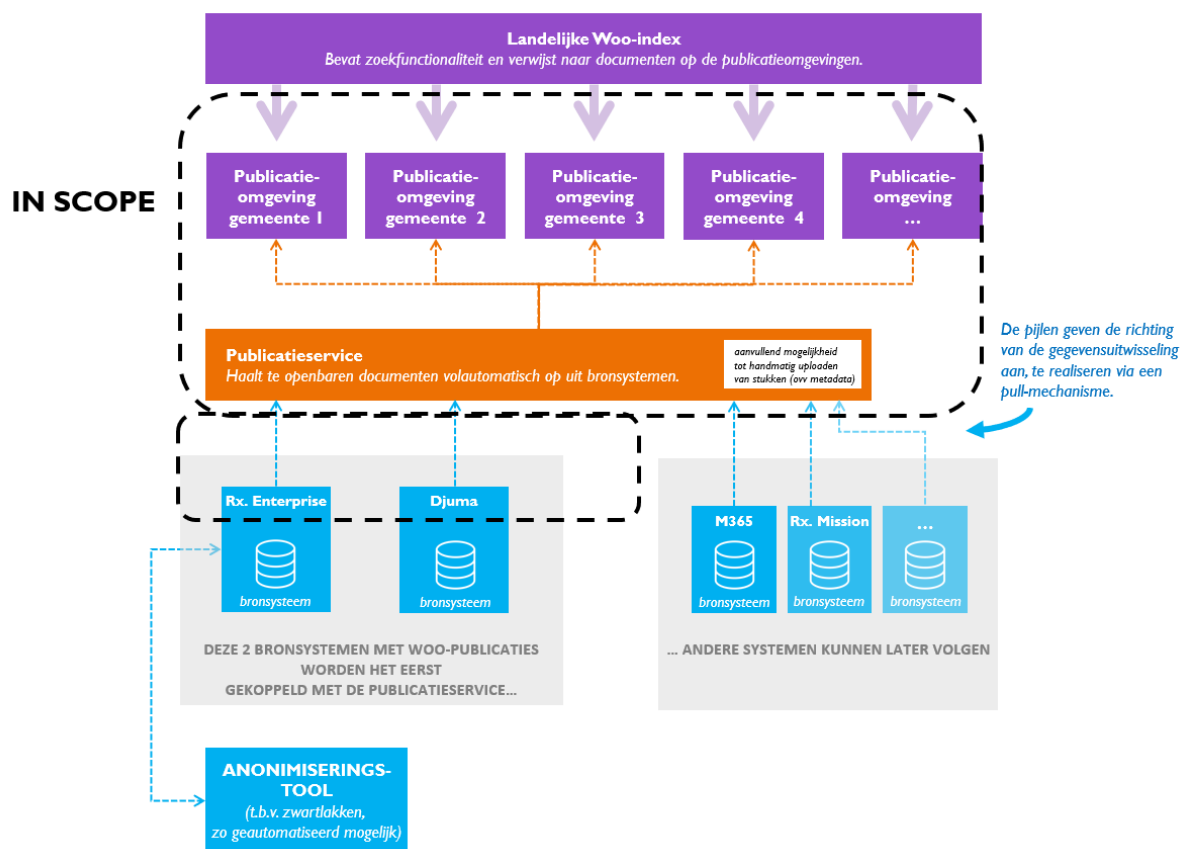 Landelijke Woo-index
Bevat zoekfunctionaliteit en verwijst naar documenten op de publicatieomgevingen.
IN SCOPE
Publicatie-
omgeving
gemeente 1
Publicatie-
omgeving
gemeente 2
Publicatie-
omgeving
gemeente 3
Publicatie-
omgeving
gemeente 4
Publicatie-
omgeving
...
Publicatieservice
Haalt te openbaren documenten volautomatisch op uit bronsystemen.
aanvullend mogelijkheid
tot handmatig uploaden
van stukken (ovv metadata)
De pijlen geven de richting
van de gegevensuitwisseling
aan, te realiseren via een
pull-mechanisme.
Rx. Enterprise
bronsysteem
Djuma
bronsysteem
DEZE 2 BRONSYSTEMEN MET WOO-PUBLICATIES
WORDEN HET EERST
GEKOPPELD MET DE PUBLICATIESERVICE...
M365
bronsysteem
Rx. Mission
bronsysteem
...
bronsysteem
... ANDERE SYSTEMEN KUNNEN LATER VOLGEN
ANONIMISERINGS-
TOOL
(t.b.v. zwartlakken,
zo geautomatiseerd mogelijk)